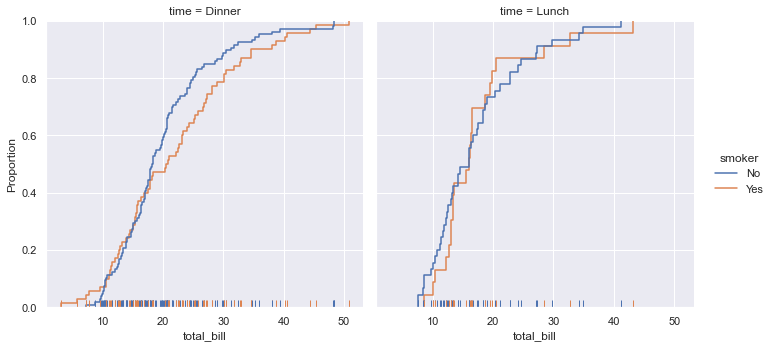 time = Dinner
time = Lunch
1.0
0.8
0.6
0.4
0.2
0.0
Proportion
10 20 30 40 50
total_bill
10 20 30 40 50
total_bill
smoker
No
Yes